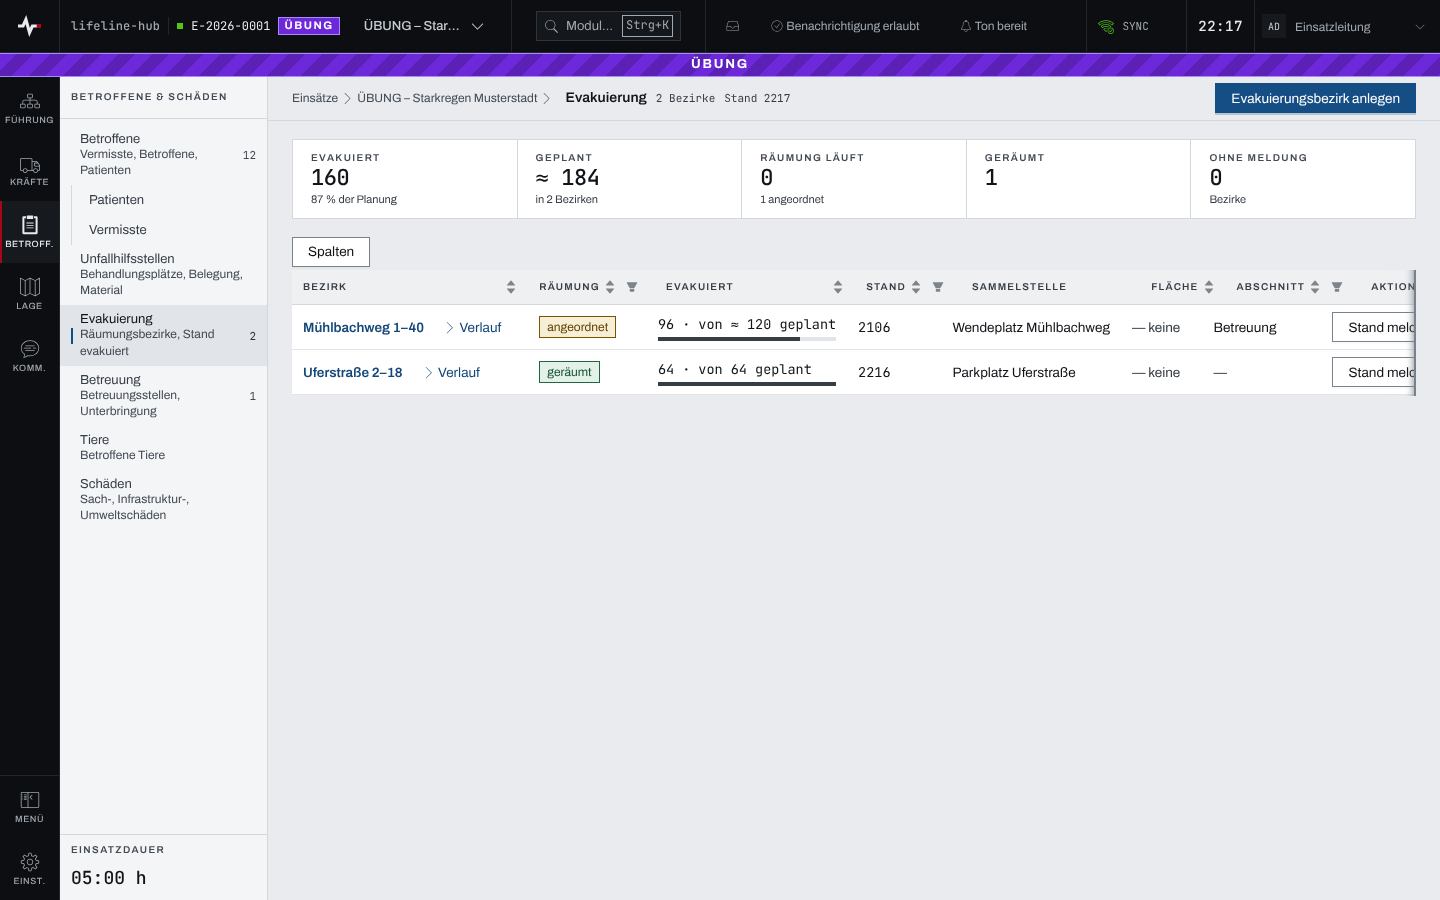 lifeline-hub E-2026-0001 ÜBUNG ÜBUNG – Star... Modul... Strg+K Benachrichtigung erlaubt Ton bereit SYNC 22:17 AD Einsatzleitung
ÜBUNG
FÜHRUNG
KRÄFTE
BETROFF.
LAGE
KOMM.
MENÜ
EINST.
BETROFFENE & SCHÄDEN
Betroffene
Vermisste, Betroffene, 12
Patienten
Patienten
Vermisste
Unfallhilfsstellen
Behandlungsplätze, Belegung,
Material
Evakuierung
Räumungsbezirke, Stand 2
evakuiert
Betreuung
Betreuungsstellen, 1
Unterbringung
Tiere
Betroffene Tiere
Schäden
Sach-, Infrastruktur-,
Umweltschäden
EINSATZDAUER
05:00 h
Einsätze ÜBUNG – Starkregen Musterstadt Evakuierung 2 Bezirke Stand 2217 Evakuierungsbezirk anlegen
EVAKUIERT
160
87 % der Planung
GEPLANT
≈ 184
in 2 Bezirken
RÄUMUNG LÄUFT
0
1 angeordnet
GERÄUMT
1
OHNE MELDUNG
0
Bezirke
Spalten
BEZIRK RÄUMUNG EVAKUIERT STAND SAMMELSTELLE FLÄCHE ABSCHNITT AKTION
Mühlbachweg 1–40 Verlauf angeordnet 96 · von ≈ 120 geplant 2106 Wendeplatz Mühlbachweg — keine Betreuung Stand meld
Uferstraße 2–18 Verlauf geräumt 64 · von 64 geplant 2216 Parkplatz Uferstraße — keine — Stand meld